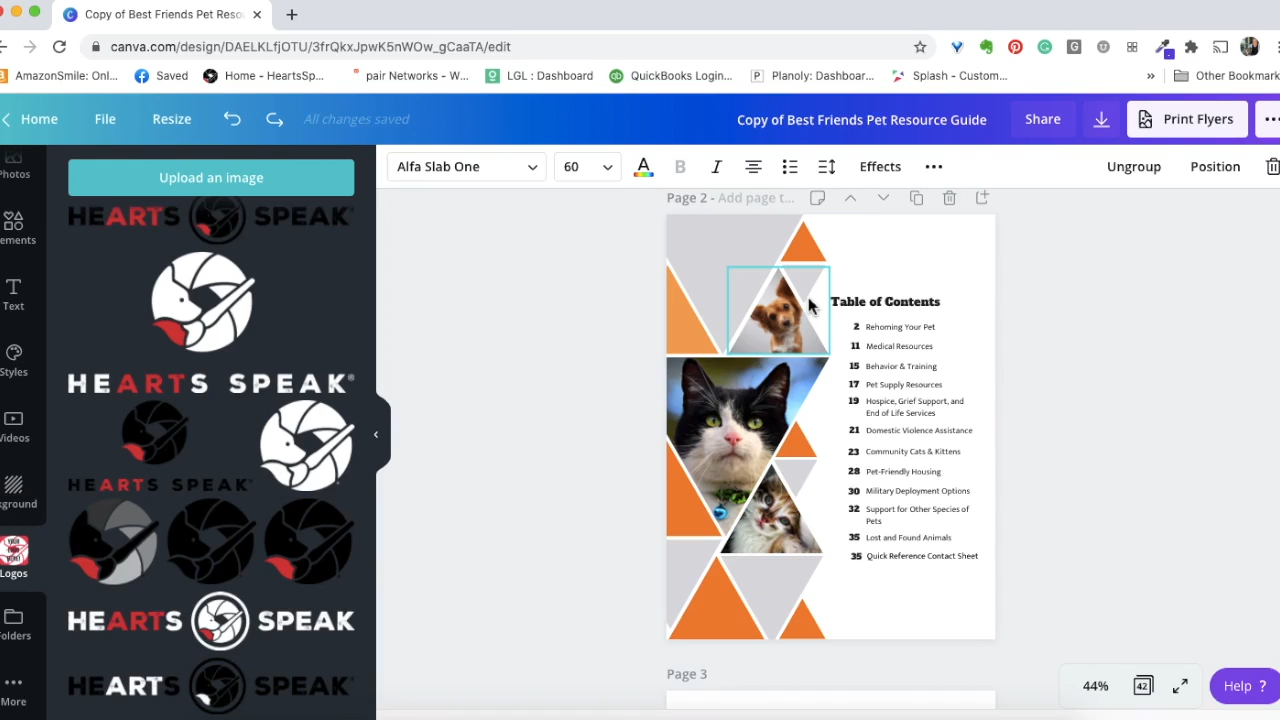 Copy of Best Friends Pet Reso
canva.com/design/DAELKLfjOTU/3frQkxJpwK5nWOw_gCaaTA/edit
AmazonSmile: Onl...
Saved
Home - HeartsSp...
pair Networks - W...
LGL : Dashboard
QuickBooks Login...
Planoly: Dashboar...
Splash - Custom...
»
Other Bookmark
Home
File
Resize
All changes saved
Copy of Best Friends Pet Resource Guide
Share
Print Flyers
Alfa Slab One
60
A
B
I
Effects
Ungroup
Position
Photos
ements
Text
Styles
Videos
kground
Logos
Folders
More
Upload an image
HEARTS SPEAK
HEARTS SPEAK®
HEARTS SPEAK
HEARTS SPEAK
HEARTS SPEAK
Page 2 - Add page t...
Table of Contents
2 Rehoming Your Pet
11 Medical Resources
15 Behavior & Training
17 Pet Supply Resources
19 Hospice, Grief Support, and
End of Life Services
21 Domestic Violence Assistance
23 Community Cats & Kittens
28 Pet-Friendly Housing
30 Military Deployment Options
32 Support for Other Species of
Pets
35 Lost and Found Animals
35 Quick Reference Contact Sheet
Page 3
44%
42
Help ?